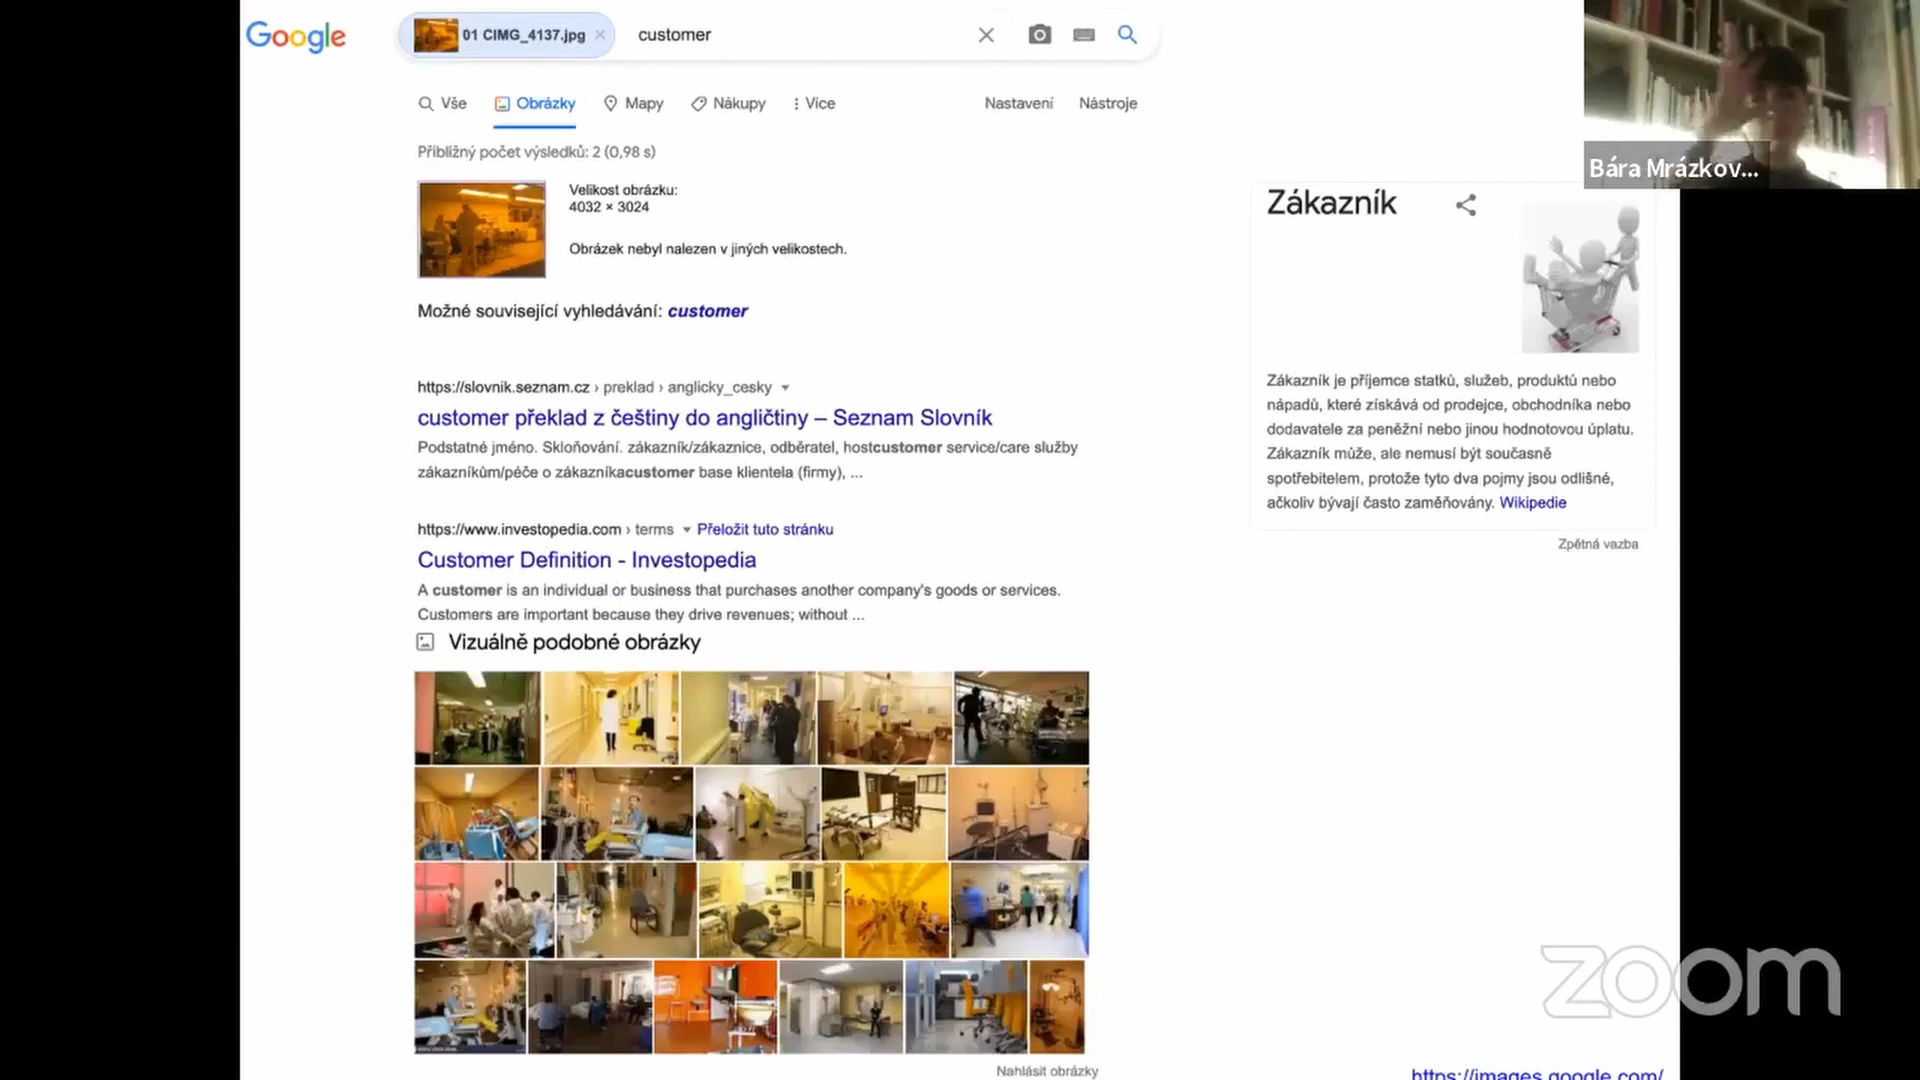 Google
01 CIMG_4137.jpg
customer
Vše
Obrázky
Mapy
Nákupy
Více
Nastavení
Nástroje
Přibližný počet výsledků: 2 (0,98 s)
Velikost obrázku:
4032 × 3024
Obrázek nebyl nalezen v jiných velikostech.
Možné související vyhledávání: customer
https://slovnik.seznam.cz › preklad › anglicky_cesky
customer překlad z češtiny do angličtiny – Seznam Slovník
Podstatné jméno. Skloňování. zákazník/zákaznice, odběratel, hostcustomer service/care služby
zákazníkům/péče o zákazníkacustomer base klientela (firmy), ...
https://www.investopedia.com › terms
Přeložit tuto stránku
Customer Definition - Investopedia
A customer is an individual or business that purchases another company's goods or services.
Customers are important because they drive revenues; without ...
Vizuálně podobné obrázky
Nahlásit obrázky
Bára Mrázkov...
Zákazník
Zákazník je příjemce statků, služeb, produktů nebo
nápadů, které získává od prodejce, obchodníka nebo
dodavatele za peněžní nebo jinou hodnotovou úplatu.
Zákazník může, ale nemusí být současně
spotřebitelem, protože tyto dva pojmy jsou odlišné,
ačkoliv bývají často zaměňovány. Wikipedie
Zpětná vazba
zoom
https://images.google.com/